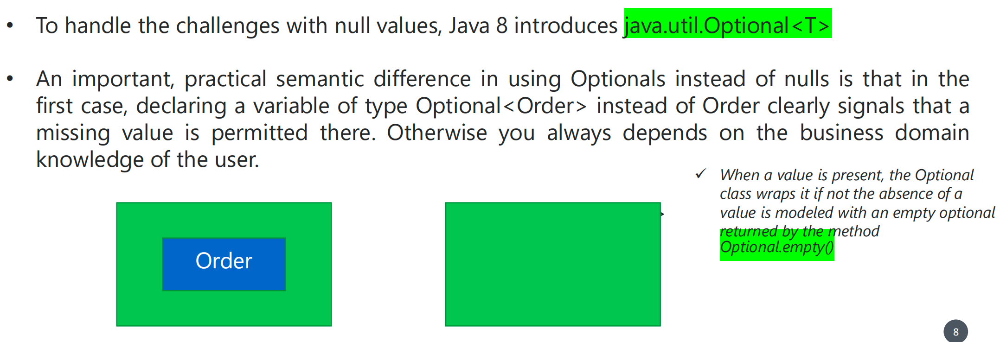 • To handle the challenges with null values, Java 8 introduces java.util.Optional<T>
• An important, practical semantic difference in using Optionals instead of nulls is that in the
first case, declaring a variable of type Optional<Order> instead of Order clearly signals that a
missing value is permitted there. Otherwise you always depends on the business domain
knowledge of the user.
✓ When a value is present, the Optional
class wraps it if not the absence of a
value is modeled with an empty optional
returned by the method
Optional.empty()
Order
8